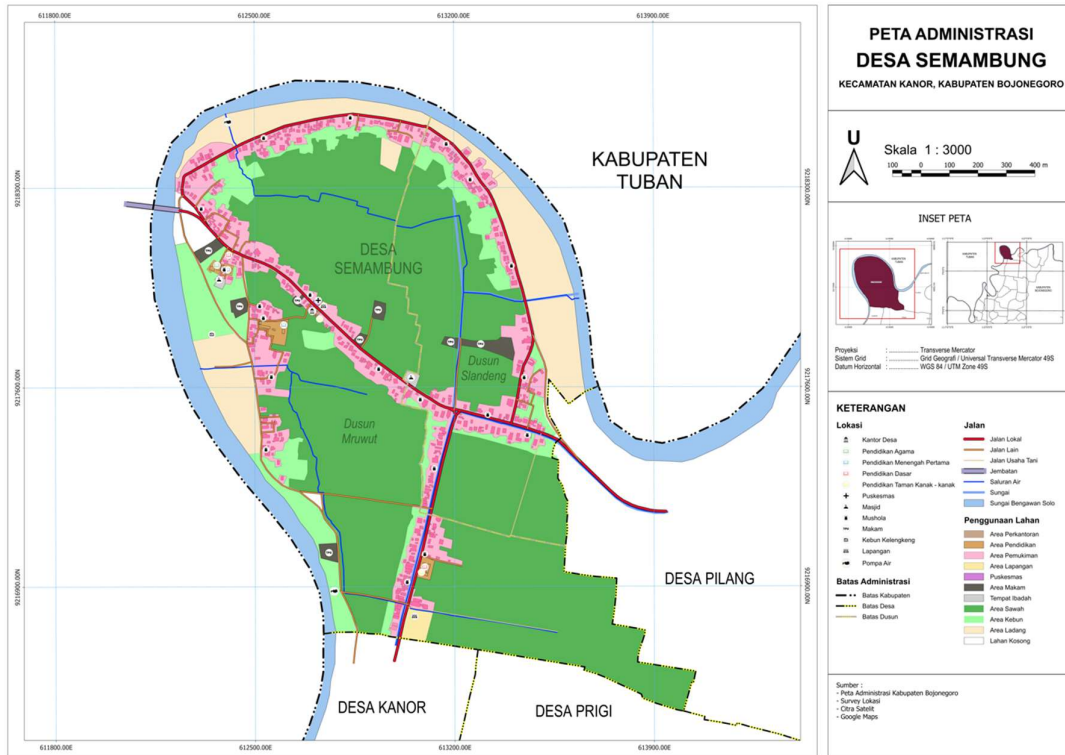 611800.00E 612500.00E 613200.00E 613900.00E
9218300.00N 9218300.00N
9217600.00N 9217600.00N
9216900.00N 9216900.00N
611800.00E 612500.00E 613200.00E 613900.00E
KABUPATEN
TUBAN
DESA
SEMAMBUNG
Dusun
Slandeng
Dusun
Mruwut
DESA PILANG
DESA KANOR
DESA PRIGI
PETA ADMINISTRASI
DESA SEMAMBUNG
KECAMATAN KANOR, KABUPATEN BOJONEGORO
U
Skala 1 : 3000
100 0 100 200 300 400 m
INSET PETA
KABUPATEN
TUBAN
KABUPATEN
TUBAN
KABUPATEN
BOJONEGORO
Proyeksi : ............ Transverse Mercator
Sistem Grid : ............ Grid Geografi / Universal Transverse Mercator 49S
Datum Horizontal : ............ WGS 84 / UTM Zone 49S
KETERANGAN
Lokasi
Kantor Desa
Pendidikan Agama
Pendidikan Menengah Pertama
Pendidikan Dasar
Pendidikan Taman Kanak - kanak
Puskesmas
Masjid
Mushola
Makam
Kebun Kelengkeng
Lapangan
Pompa Air
Batas Administrasi
Batas Kabupaten
Batas Desa
Batas Dusun
Jalan
Jalan Lokal
Jalan Lain
Jalan Usaha Tani
Jembatan
Saluran Air
Sungai
Sungai Bengawan Solo
Penggunaan Lahan
Area Perkantoran
Area Pendidikan
Area Pemukiman
Area Lapangan
Puskesmas
Area Makam
Tempat Ibadah
Area Sawah
Area Kebun
Area Ladang
Lahan Kosong
Sumber :
- Peta Administrasi Kabupaten Bojonegoro
- Survey Lokasi
- Citra Satelit
- Google Maps